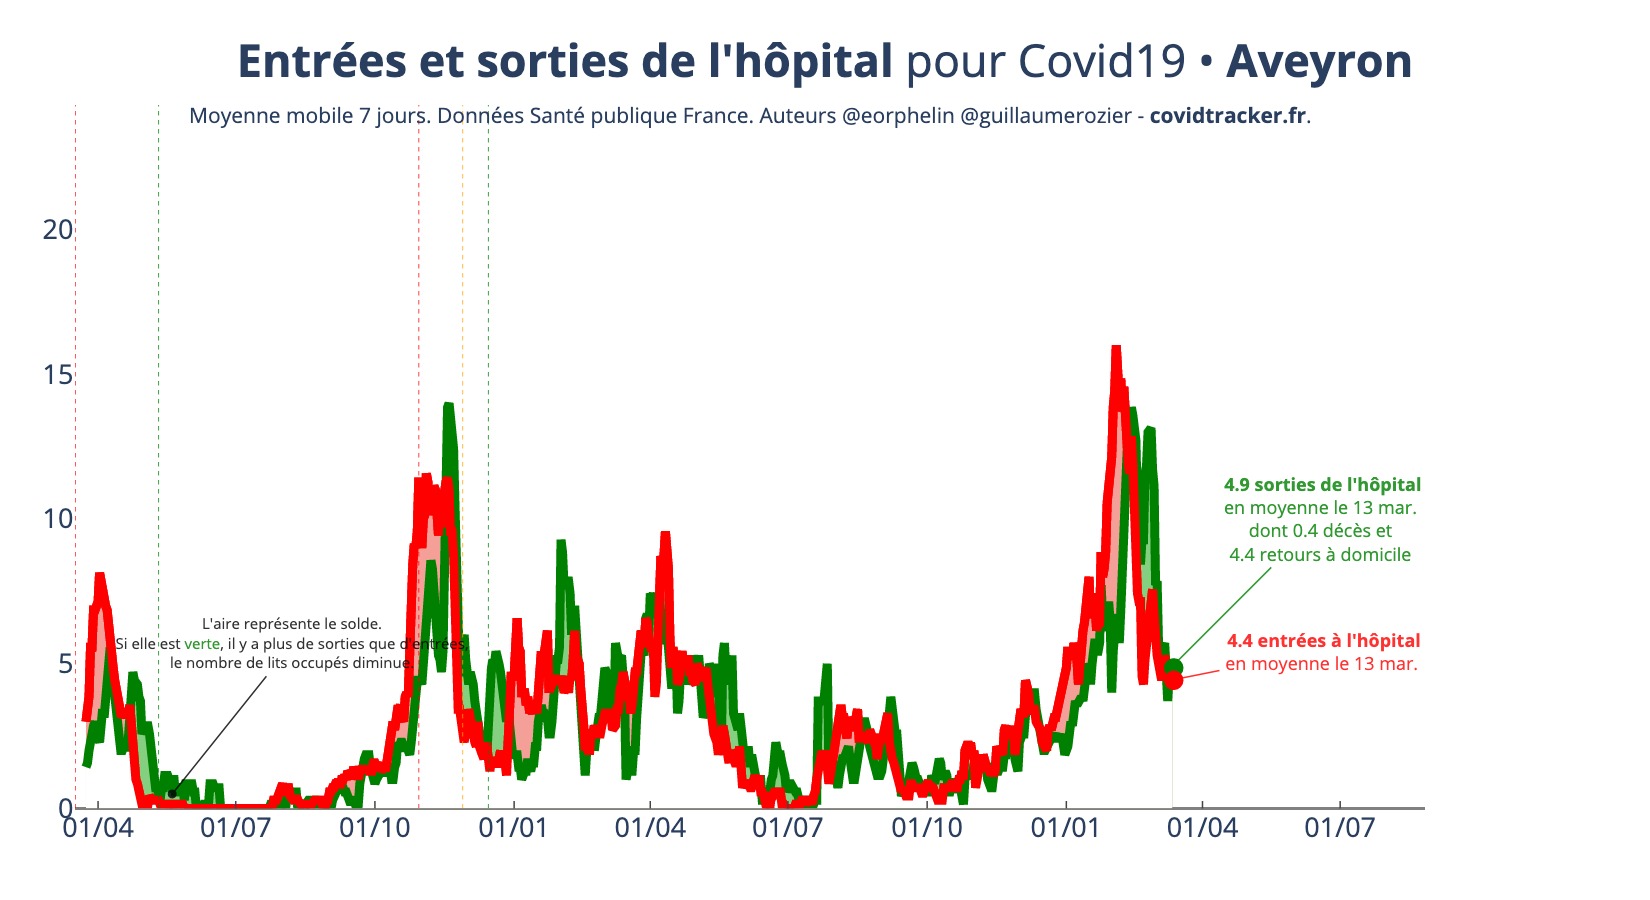 Entrées et sorties de l'hôpital pour Covid19 • Aveyron
Moyenne mobile 7 jours. Données Santé publique France. Auteurs @eorphelin @guillaumerozier - covidtracker.fr.
20
15
10
5
0
4.9 sorties de l'hôpital
en moyenne le 13 mar.
dont 0.4 décès et
4.4 retours à domicile
4.4 entrées à l'hôpital
en moyenne le 13 mar.
L'aire représente le solde.
Si elle est verte, il y a plus de sorties que d'entrées,
le nombre de lits occupés diminue
01/04 01/07 01/10 01/01 01/04 01/07 01/10 01/01 01/04 01/07